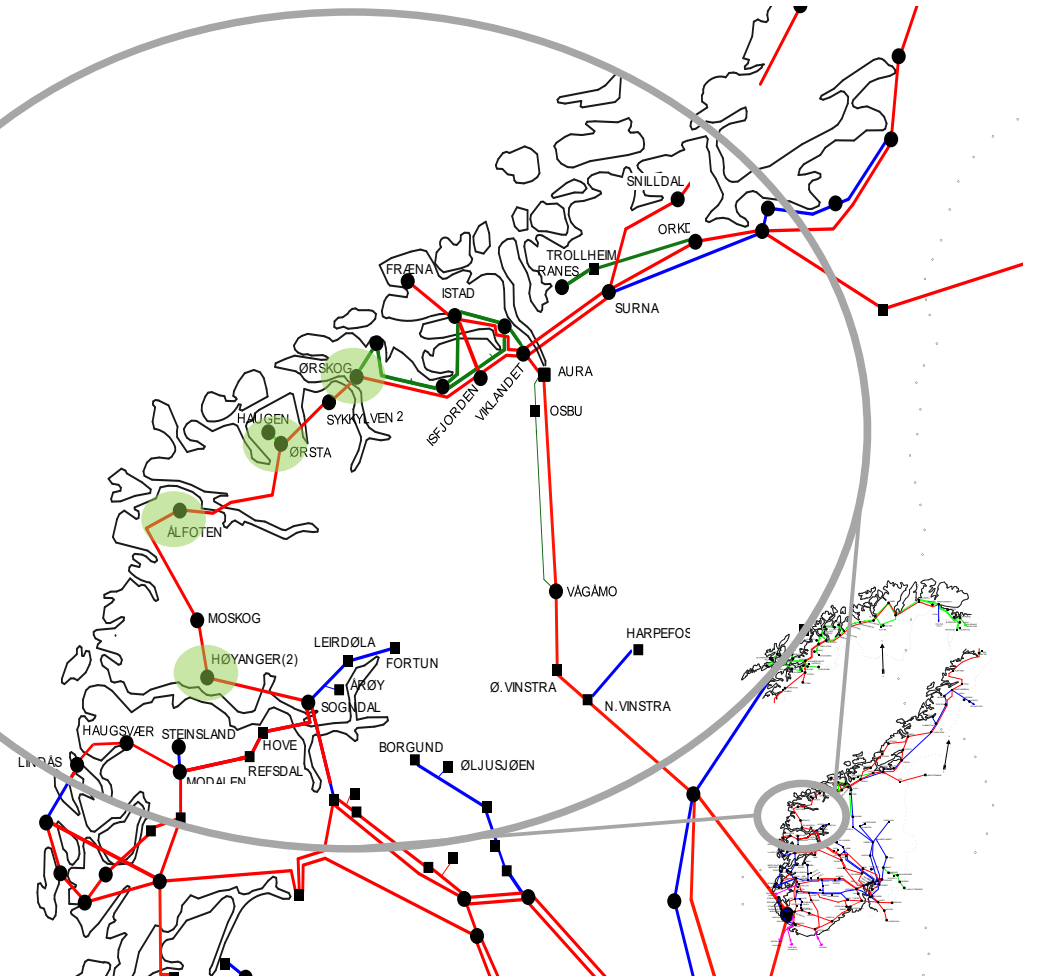 SNILLDAL
ORKD
TROLLHEIM
RANES
FRÆNA
ISTAD
SURNA
ØRSKOG
AURA
VIKLANDET
ISFJORDEN
OSBU
HAUGEN
SYKKYLVEN 2
ØRSTA
ÅLFOTEN
VÅGÅMO
MOSKOG
HARPEFOS
LEIRDØLA
HØYANGER(2)
FORTUN
ÅRØY
Ø.VINSTRA
N.VINSTRA
SOGNDAL
HAUGSVÆR
STEINSLAND
HOVE
BORGUND
LINDÅS
ØLJUSJØEN
REFSDAL
MODALEN